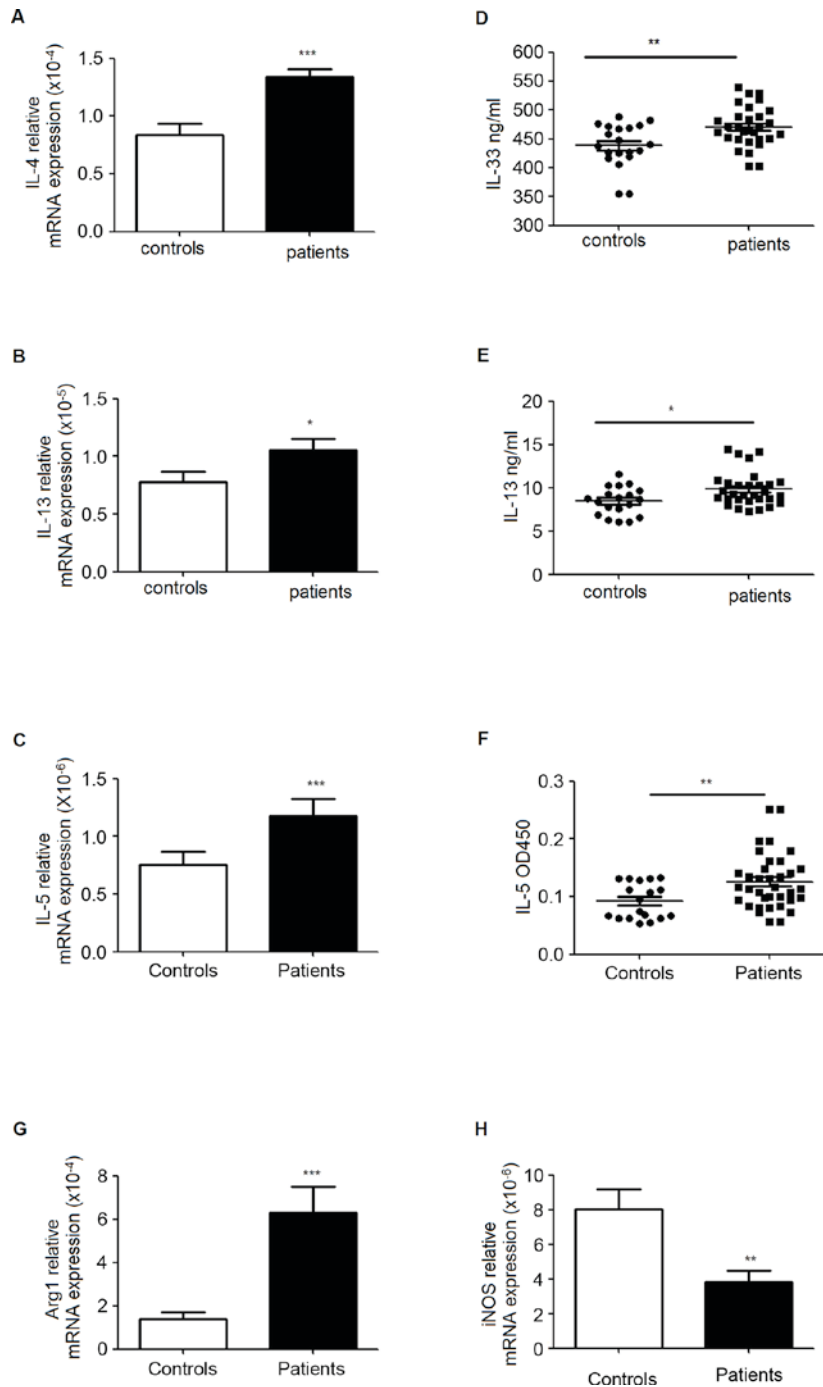 A
IL-4 relative
mRNA expression (x10-4)
1.5
1.0
0.5
0.0
***
controls
patients
D
IL-33 ng/ml
600
550
500
450
400
350
300
**
controls
patients
B
IL-13 relative
mRNA expression (x10-5)
1.5
1.0
0.5
0.0
*
controls
patients
E
IL-13 ng/ml
20
15
10
5
0
*
controls
patients
C
IL-5 relative
mRNA expression (X10-6)
1.5
1.0
0.5
0.0
***
Controls
Patients
F
IL-5 OD450
0.3
0.2
0.1
0.0
**
Controls
Patients
G
Arg1 relative
mRNA expression (x10-4)
8
6
4
2
0
***
Controls
Patients
H
iNOS relative
mRNA expression (x10-6)
10
8
6
4
2
0
**
Controls
Patients